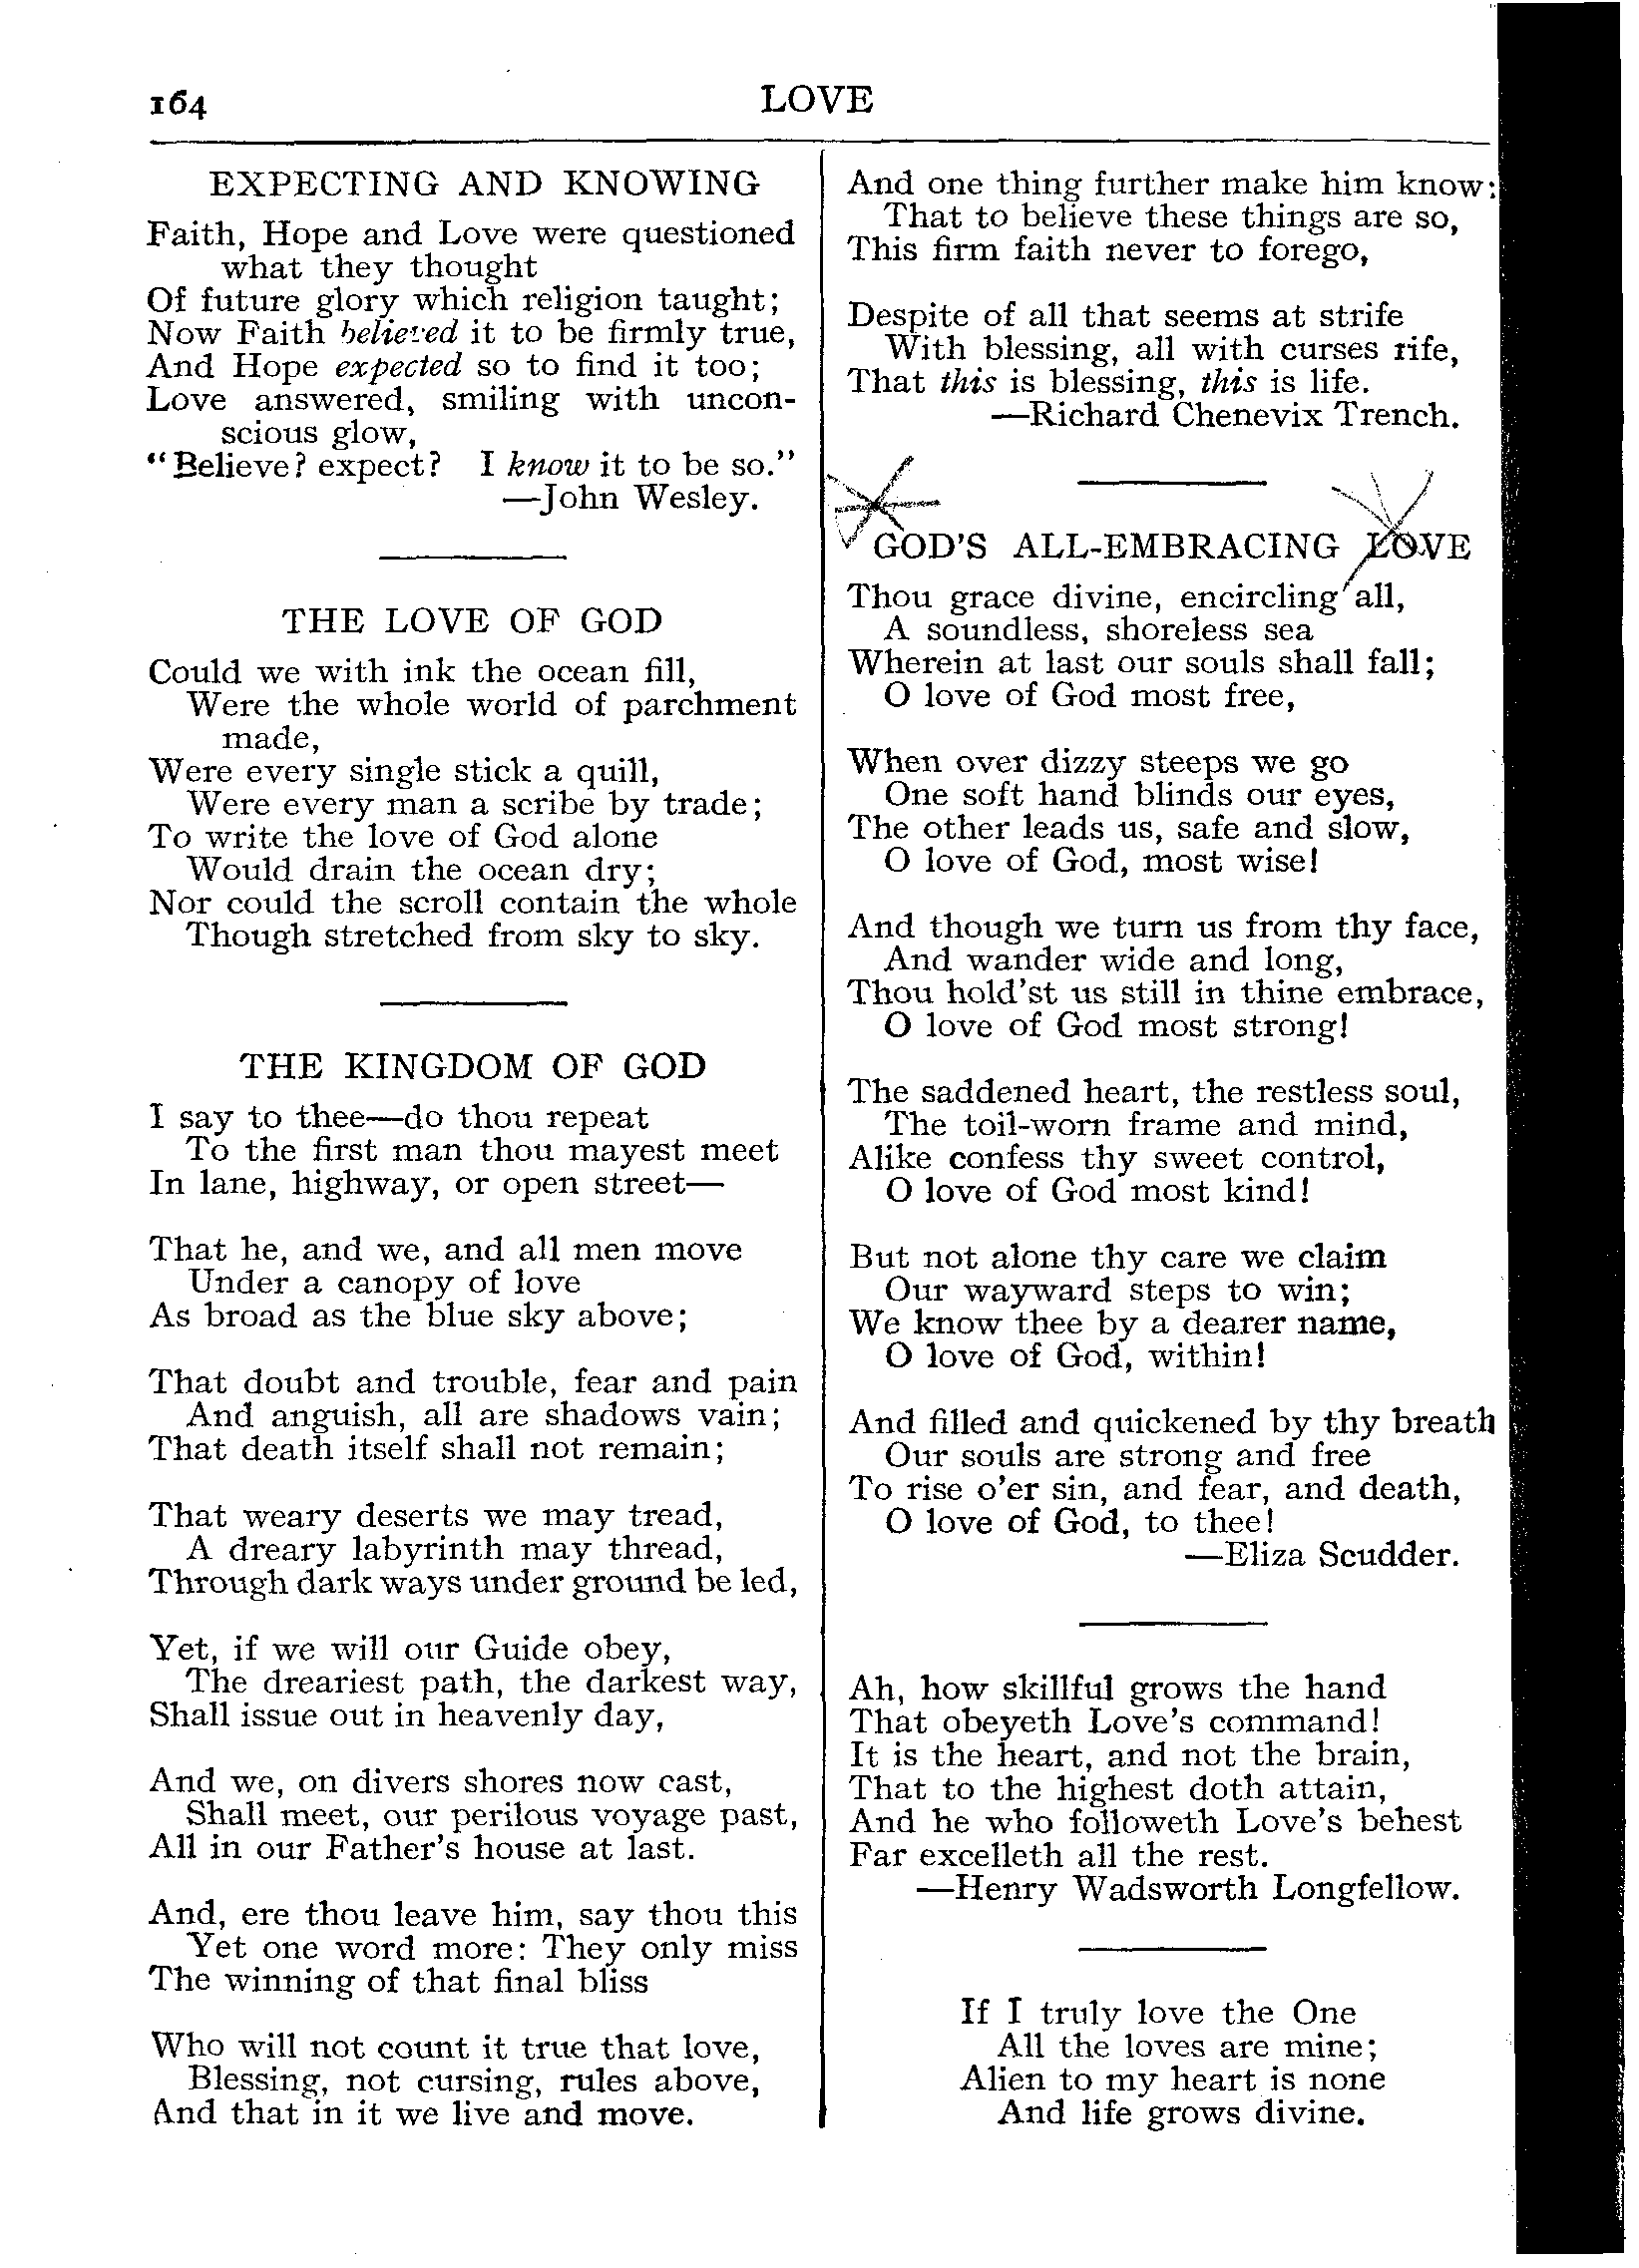 164
LOVE
EXPECTING AND KNOWING
Faith, Hope and Love were questioned
what they thought
Of future glory which religion taught;
Now Faith believed it to be firmly true,
And Hope expected so to find it too;
Love answered, smiling with uncon-
scious glow,
"Believe? expect? I know it to be so."
—John Wesley.
THE LOVE OF GOD
Could we with ink the ocean fill,
Were the whole world of parchment
made,
Were every single stick a quill,
Were every man a scribe by trade;
To write the love of God alone
Would drain the ocean dry;
Nor could the scroll contain the whole
Though stretched from sky to sky.
THE KINGDOM OF GOD
I say to thee—do thou repeat
To the first man thou mayest meet
In lane, highway, or open street—
That he, and we, and all men move
Under a canopy of love
As broad as the blue sky above;
That doubt and trouble, fear and pain
And anguish, all are shadows vain;
That death itself shall not remain;
That weary deserts we may tread,
A dreary labyrinth may thread,
Through dark ways under ground be led,
Yet, if we will our Guide obey,
The dreariest path, the darkest way,
Shall issue out in heavenly day,
And we, on divers shores now cast,
Shall meet, our perilous voyage past,
All in our Father's house at last.
And, ere thou leave him, say thou this
Yet one word more: They only miss
The winning of that final bliss
Who will not count it true that love,
Blessing, not cursing, rules above,
And that in it we live and move.
And one thing further make him know:
That to believe these things are so,
This firm faith never to forego,
Despite of all that seems at strife
With blessing, all with curses rife,
That this is blessing, this is life.
—Richard Chenevix Trench.
GOD'S ALL-EMBRACING LOVE
Thou grace divine, encircling all,
A soundless, shoreless sea
Wherein at last our souls shall fall;
O love of God most free,
When over dizzy steeps we go
One soft hand blinds our eyes,
The other leads us, safe and slow,
O love of God, most wise!
And though we turn us from thy face,
And wander wide and long,
Thou hold'st us still in thine embrace,
O love of God most strong!
The saddened heart, the restless soul,
The toil-worn frame and mind,
Alike confess thy sweet control,
O love of God most kind!
But not alone thy care we claim
Our wayward steps to win;
We know thee by a dearer name,
O love of God, within!
And filled and quickened by thy breath
Our souls are strong and free
To rise o'er sin, and fear, and death,
O love of God, to thee!
—Eliza Scudder.
Ah, how skillful grows the hand
That obeyeth Love's command!
It is the heart, and not the brain,
That to the highest doth attain,
And he who followeth Love's behest
Far excelleth all the rest.
—Henry Wadsworth Longfellow.
If I truly love the One
All the loves are mine;
Alien to my heart is none
And life grows divine.